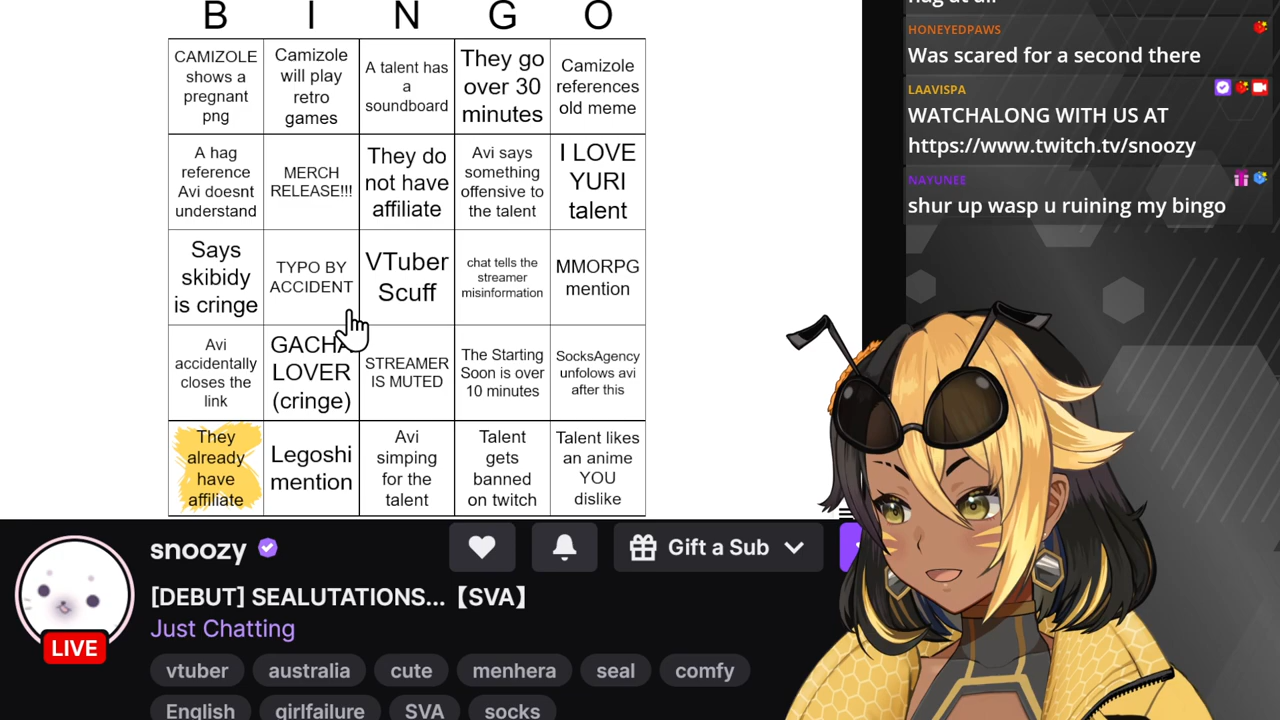 B I N G O
CAMIZOLE
shows a
pregnant
png
Camizole
will play
retro
games
A talent has
a
soundboard
They go
over 30
minutes
Camizole
references
old meme
A hag
reference
Avi doesnt
understand
MERCH
RELEASE!!!
They do
not have
affiliate
Avi says
something
offensive to
the talent
I LOVE
YURI
talent
Says
skibidy
is cringe
TYPO BY
ACCIDENT
VTuber
Scuff
chat tells the
streamer
misinformation
MMORPG
mention
Avi
accidentally
closes the
link
GACHA
LOVER
(cringe)
STREAMER
IS MUTED
The Starting
Soon is over
10 minutes
SocksAgency
unfolows avi
after this
They
already
have
affiliate
Legoshi
mention
Avi
simping
for the
talent
Talent
gets
banned
on twitch
Talent likes
an anime
YOU
dislike
snoozy
Gift a Sub
[DEBUT] SEALUTATIONS...【SVA】
Just Chatting
LIVE
vtuber australia cute menhera seal comfy
English girlfailure SVA socks
HONEYEDPAWS
Was scared for a second there
LAAVISPA
WATCHALONG WITH US AT
https://www.twitch.tv/snoozy
NAYUNEE
shur up wasp u ruining my bingo